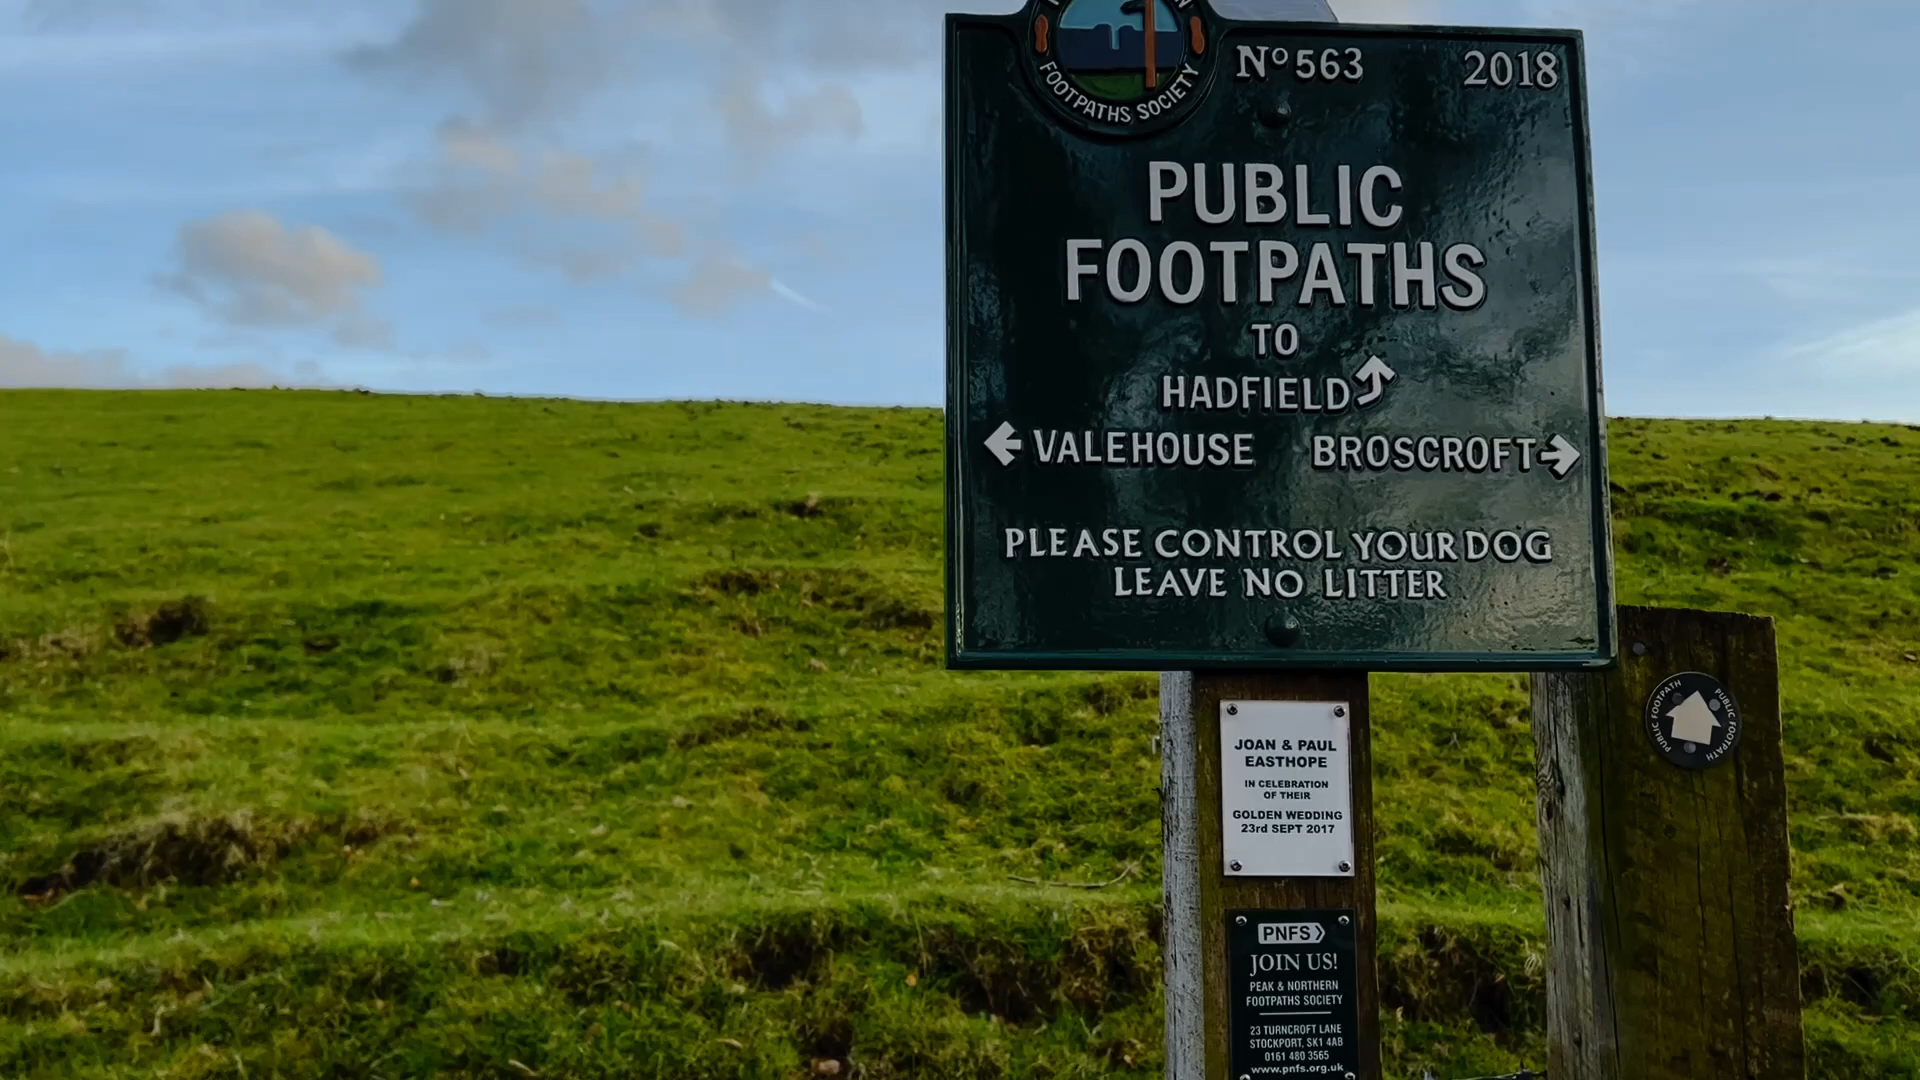 FOOTPATHS SOCIETY
Nº 563 2018
PUBLIC
FOOTPATHS
TO
HADFIELD
VALEHOUSE BROSCROFT
PLEASE CONTROL YOUR DOG
LEAVE NO LITTER
PUBLIC FOOTPATH PUBLIC FOOTPATH
JOAN & PAUL
EASTHOPE
IN CELEBRATION
OF THEIR
GOLDEN WEDDING
23rd SEPT 2017
PNFS
JOIN US!
PEAK & NORTHERN
FOOTPATHS SOCIETY
23 TURNCROFT LANE
STOCKPORT, SK1 4AB
0161 480 3565
www.pnfs.org.uk